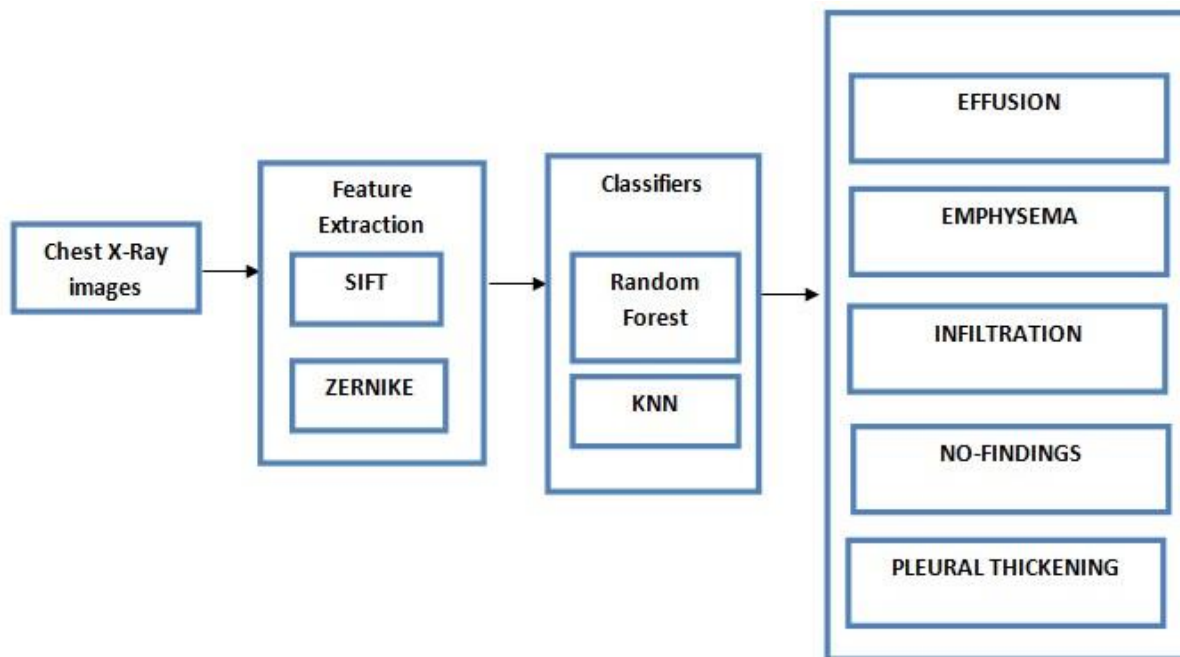 Chest X-Ray
images
Feature
Extraction
SIFT
ZERNIKE
Classifiers
Random
Forest
KNN
EFFUSION
EMPHYSEMA
INFILTRATION
NO-FINDINGS
PLEURAL THICKENING